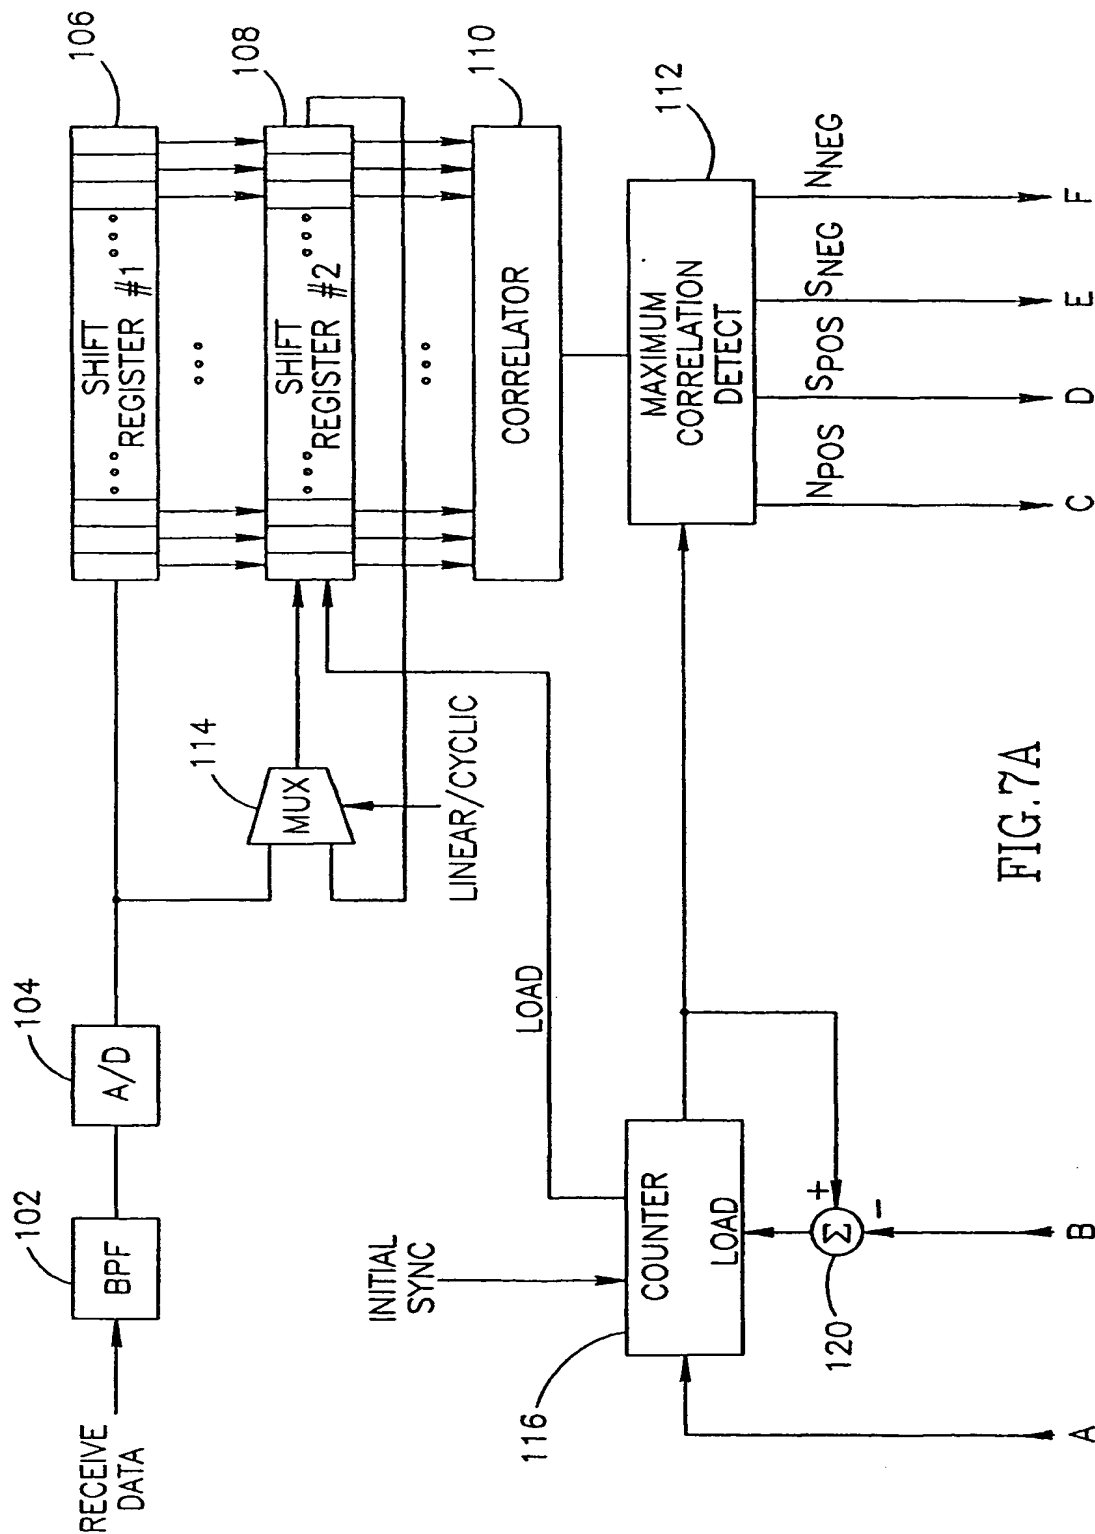 RECEIVE
DATA
102
BPF
104
A/D
106
SHIFT
REGISTER #1
114
MUX
LINEAR/CYCLIC
108
SHIFT
REGISTER #2
110
CORRELATOR
LOAD
INITIAL
SYNC
116
COUNTER
LOAD
+
-
Σ
120
112
MAXIMUM
CORRELATION
DETECT
NPOS
SPOS
SNEG
NNEG
A
B
C
D
E
F
FIG.7A